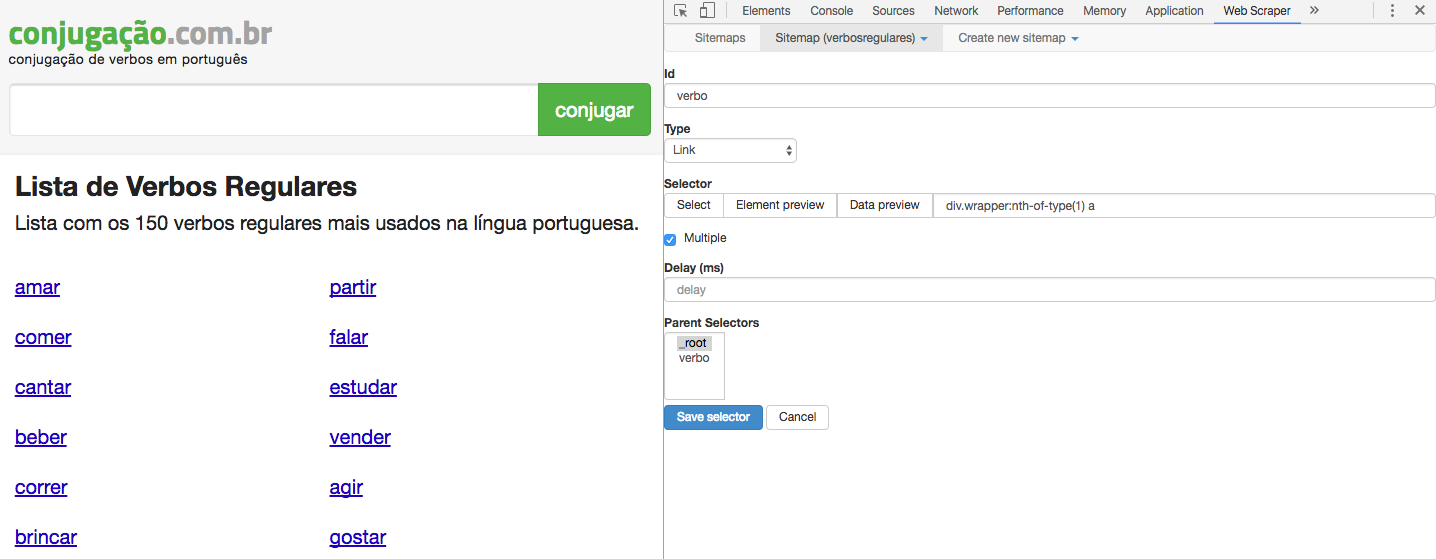 conjugação.com.br
conjugação de verbos em português
conjugar
Lista de Verbos Regulares
Lista com os 150 verbos regulares mais usados na língua portuguesa.
amar partir
comer falar
cantar estudar
beber vender
correr agir
brincar gostar
Elements Console Sources Network Performance Memory Application Web Scraper »
Sitemaps Sitemap (verbosregulares) Create new sitemap
Id
verbo
Type
Link
Selector
Select Element preview Data preview div.wrapper:nth-of-type(1) a
Multiple
Delay (ms)
delay
Parent Selectors
_root
verbo
Save selector Cancel